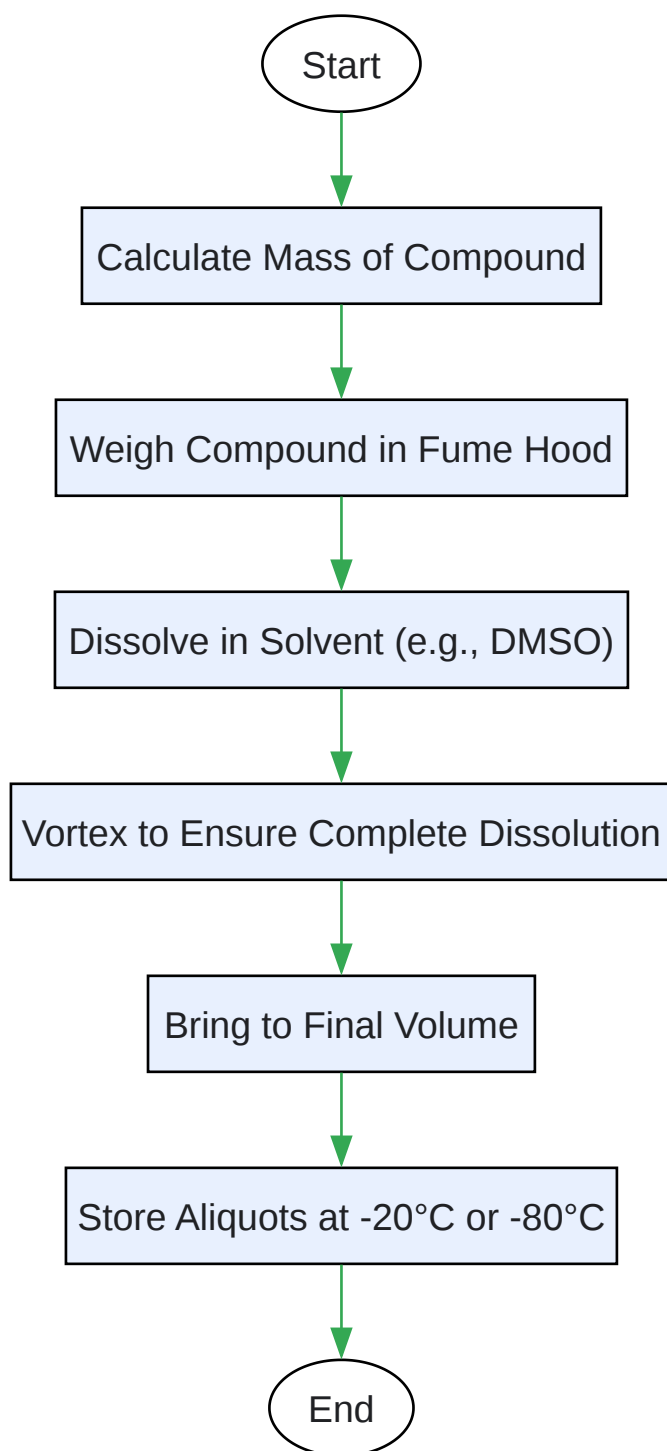 Start
Calculate Mass of Compound
Weigh Compound in Fume Hood
Dissolve in Solvent (e.g., DMSO)
Vortex to Ensure Complete Dissolution
Bring to Final Volume
Store Aliquots at -20°C or -80°C
End